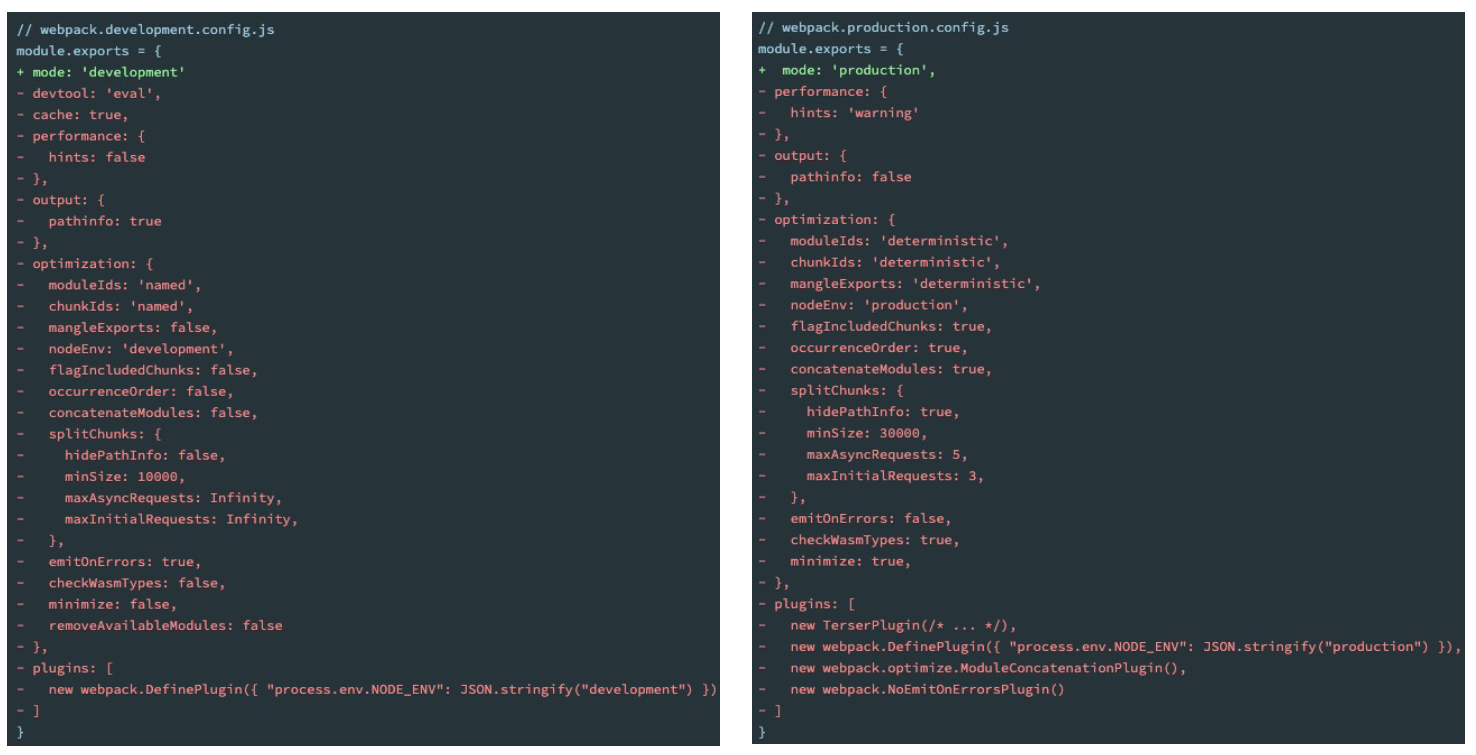 // webpack.development.config.js
module.exports = {
+ mode: 'development'
- devtool: 'eval',
- cache: true,
- performance: {
-   hints: false
- },
- output: {
-   pathinfo: true
- },
- optimization: {
-   moduleIds: 'named',
-   chunkIds: 'named',
-   mangleExports: false,
-   nodeEnv: 'development',
-   flagIncludedChunks: false,
-   occurrenceOrder: false,
-   concatenateModules: false,
-   splitChunks: {
-     hidePathInfo: false,
-     minSize: 10000,
-     maxAsyncRequests: Infinity,
-     maxInitialRequests: Infinity,
-   },
-   emitOnErrors: true,
-   checkWasmTypes: false,
-   minimize: false,
-   removeAvailableModules: false
- },
- plugins: [
-   new webpack.DefinePlugin({ "process.env.NODE_ENV": JSON.stringify("development") })
- ]
}
// webpack.production.config.js
module.exports = {
+  mode: 'production',
- performance: {
-   hints: 'warning'
- },
- output: {
-   pathinfo: false
- },
- optimization: {
-   moduleIds: 'deterministic',
-   chunkIds: 'deterministic',
-   mangleExports: 'deterministic',
-   nodeEnv: 'production',
-   flagIncludedChunks: true,
-   occurrenceOrder: true,
-   concatenateModules: true,
-   splitChunks: {
-     hidePathInfo: true,
-     minSize: 30000,
-     maxAsyncRequests: 5,
-     maxInitialRequests: 3,
-   },
-   emitOnErrors: false,
-   checkWasmTypes: true,
-   minimize: true,
- },
- plugins: [
-   new TerserPlugin(/* ... */),
-   new webpack.DefinePlugin({ "process.env.NODE_ENV": JSON.stringify("production") }),
-   new webpack.optimize.ModuleConcatenationPlugin(),
-   new webpack.NoEmitOnErrorsPlugin()
- ]
}